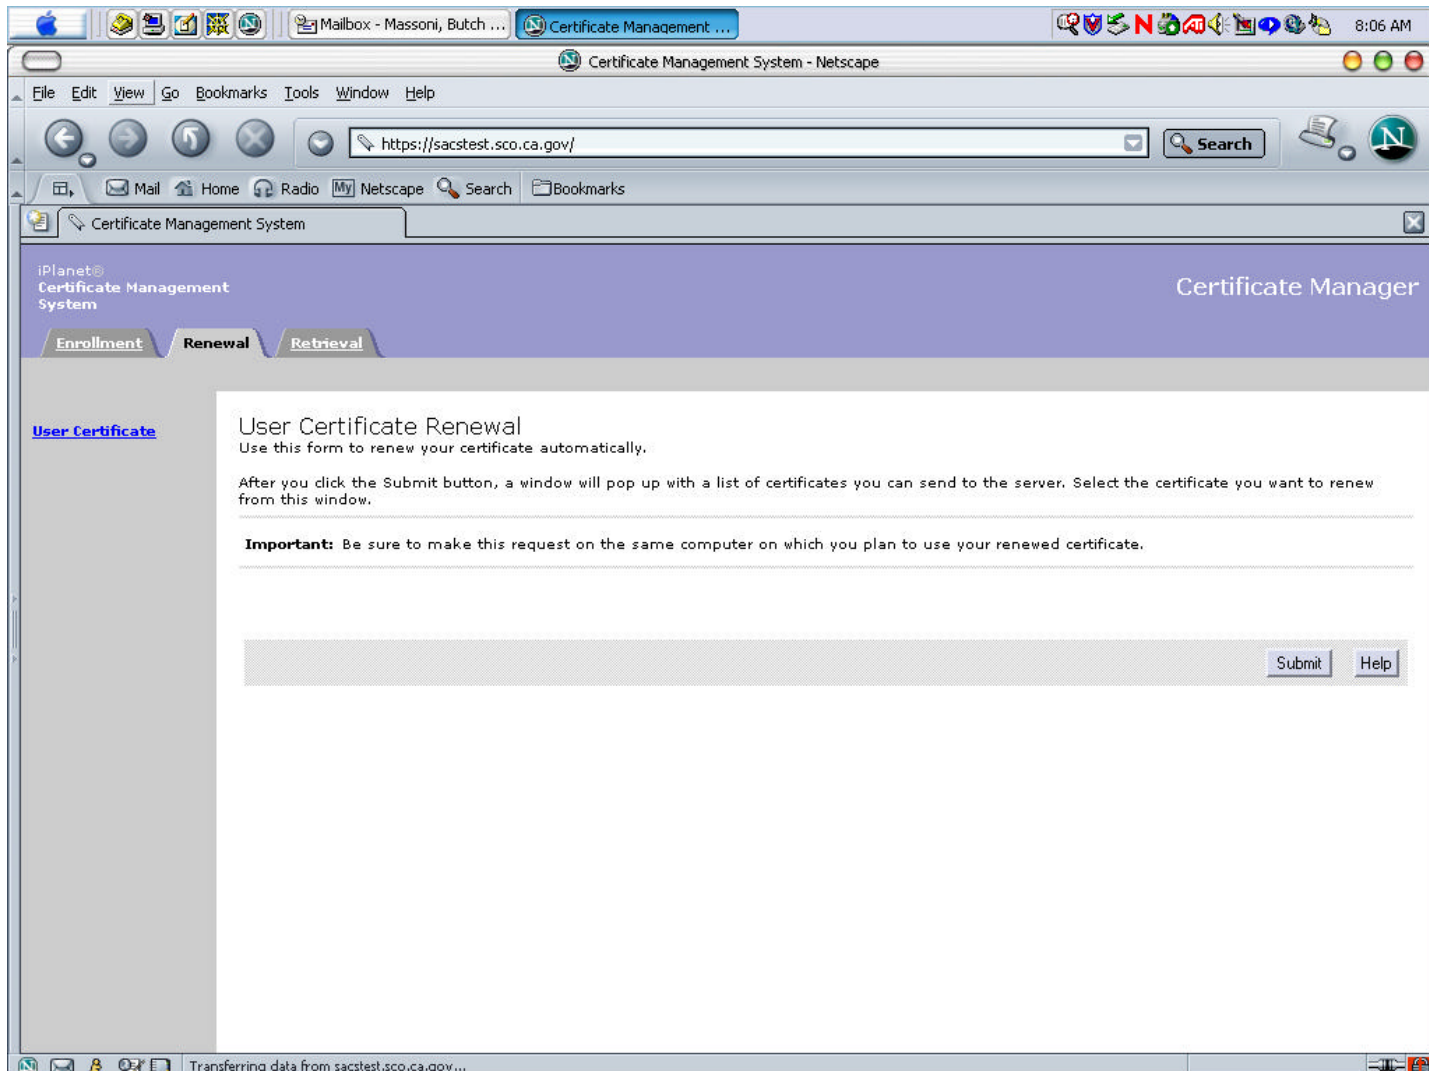 Mailbox - Massoni, Butch ...
Certificate Management ...
8:06 AM
Certificate Management System - Netscape
File Edit View Go Bookmarks Tools Window Help
https://sacstest.sco.ca.gov/
Search
N
Mail Home Radio My Netscape Search Bookmarks
Certificate Management System
iPlanet®
Certificate Management
System
Certificate Manager
Enrollment Renewal Retrieval
User Certificate
User Certificate Renewal
Use this form to renew your certificate automatically.
After you click the Submit button, a window will pop up with a list of certificates you can send to the server. Select the certificate you want to renew
from this window.
Important: Be sure to make this request on the same computer on which you plan to use your renewed certificate.
Submit Help
Transferring data from sacstest.sco.ca.gov...